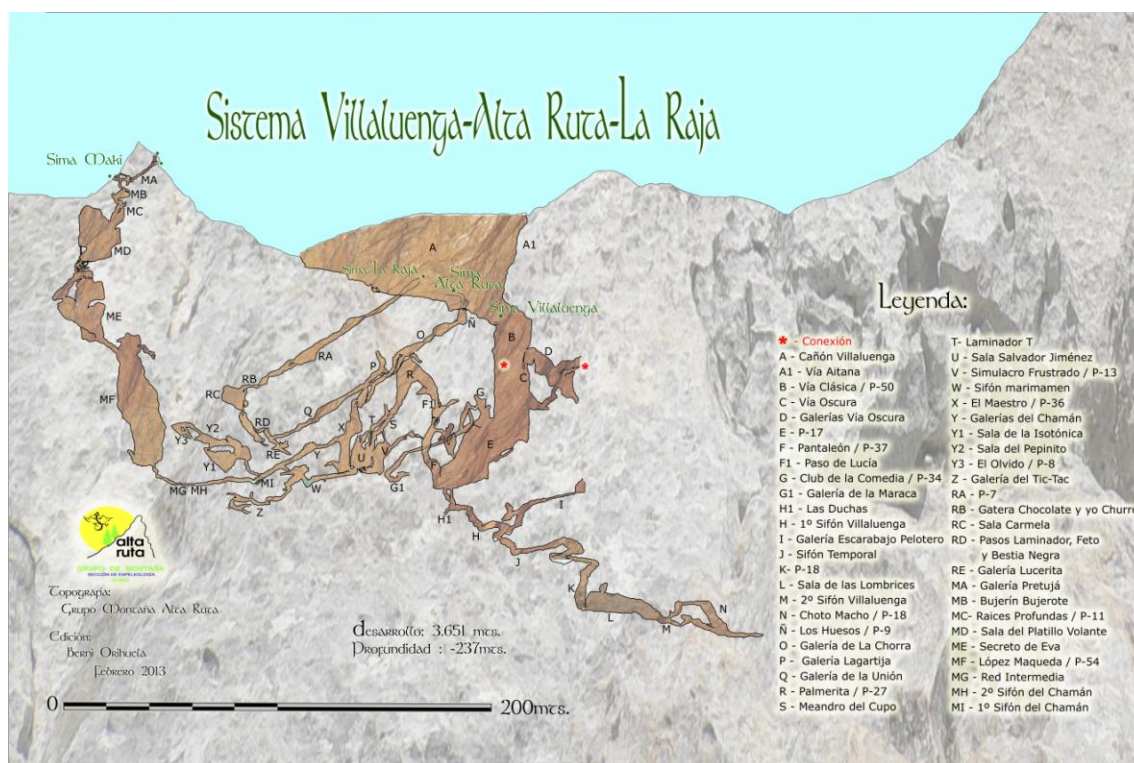 Sistema Villaluenga-Alta Ruta-La Raja
Sima Maki
MA
MB
MC
MD
ME
MF
A
A1
Sima La Raja
Sima
Alta Ruta
Sima Villaluenga
Ñ
O
B
D
C
RA
P
R
RB
RC
Q
F1
G
RD
RE
T
S
X
Y3
Y2
Y1
Y
U
V
E
MG MH
MI
W
G1
Z
H1
H
I
J
K
L
M
N
Leyenda:
* - Conexión
A - Cañón Villaluenga
A1 - Vía Aitana
B - Vía Clásica / P-50
C - Vía Oscura
D - Galerías Vía Oscura
E - P-17
F - Pantaleón / P-37
F1 - Paso de Lucía
G - Club de la Comedia / P-34
G1 - Galería de la Maraca
H1 - Las Duchas
H - 1º Sifón Villaluenga
I - Galería Escarabajo Pelotero
J - Sifón Temporal
K- P-18
L - Sala de las Lombrices
M - 2º Sifón Villaluenga
N - Choto Macho / P-18
Ñ - Los Huesos / P-9
O - Galería de La Chorra
P - Galería Lagartija
Q - Galería de la Unión
R - Palmerita / P-27
S - Meandro del Cupo
T- Laminador T
U - Sala Salvador Jiménez
V - Simulacro Frustrado / P-13
W - Sifón marimamen
X - El Maestro / P-36
Y - Galerías del Chamán
Y1 - Sala de la Isotónica
Y2 - Sala del Pepinito
Y3 - El Olvido / P-8
Z - Galería del Tic-Tac
RA - P-7
RB - Gatera Chocolate y yo Churro
RC - Sala Carmela
RD - Pasos Laminador, Feto
y Bestia Negra
RE - Galería Lucerita
MA - Galería Pretujá
MB - Bujerín Bujerote
MC- Raices Profundas / P-11
MD - Sala del Platillo Volante
ME - Secreto de Eva
MF - López Maqueda / P-54
MG - Red Intermedia
MH - 2º Sifón del Chamán
MI - 1º Sifón del Chamán
alta
ruta
GRUPO DE MONTAÑA
SECCIÓN DE ESPELEOLOGÍA
Topografia:
Grupo Montaña Alta Ruta
Edición:
Berni Orihuela
Febrero 2013
desarrollo: 3.651 mts.
Profundidad : -237mts.
0
200mts.